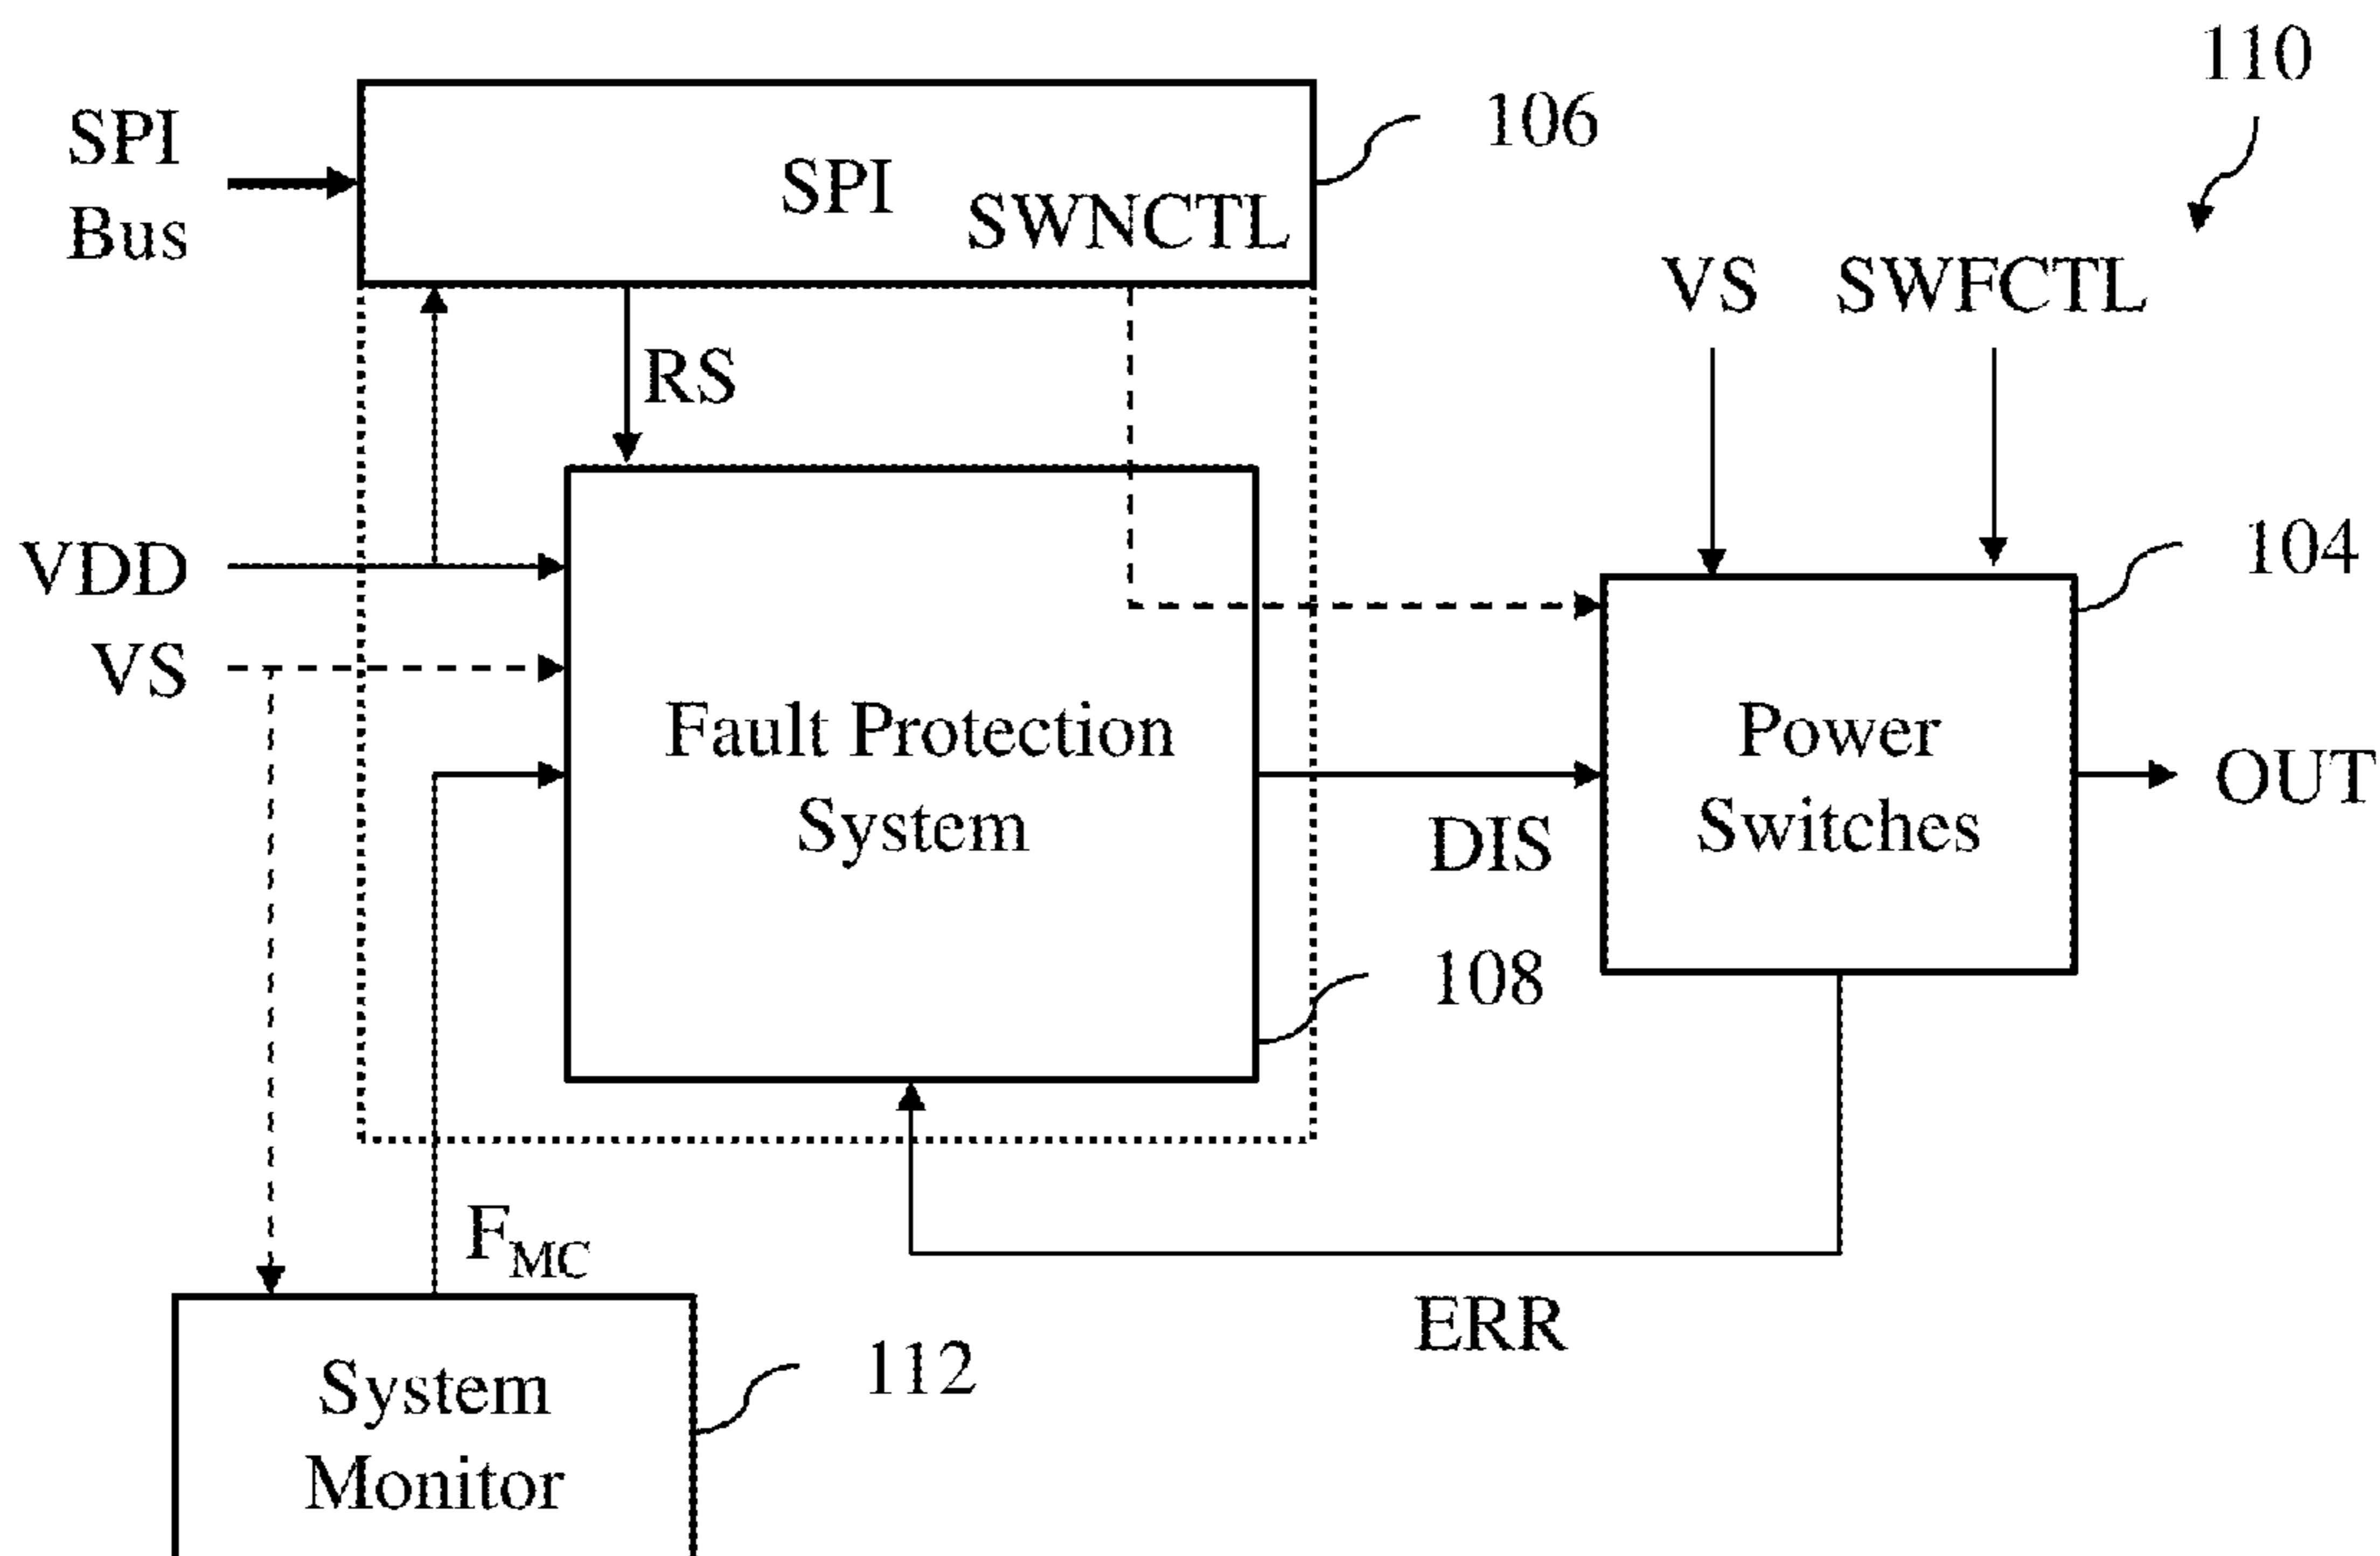 110
SPI
Bus
SPI
SWNCTL
106
VS
SWFCTL
RS
VDD
VS
104
Fault Protection
System
Power
Switches
OUT
DIS
108
F_MC
ERR
System
Monitor
112